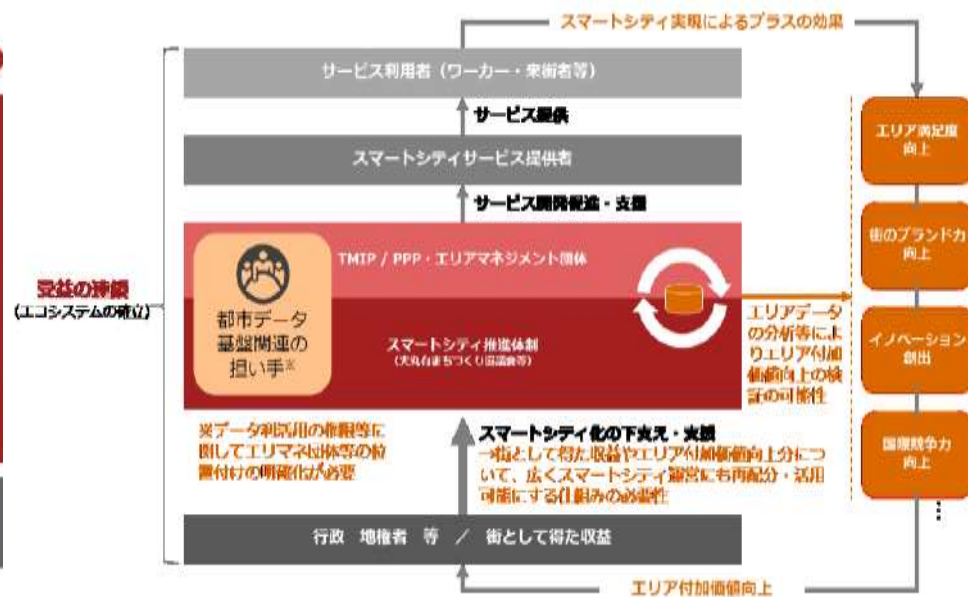 スマートシティ実現によるプラスの効果
サービス利用者（ワーカー・来街者等）
サービス提供
スマートシティサービス提供者
サービス開発促進・支援
TMIP / PPP・エリアマネジメント団体
都市データ
基盤関連の
担い手※
スマートシティ推進体制
（大丸有まちづくり協議会等）
受益の連鎖
(エコシステムの確立)
エリアデータ
の分析等によ
りエリア付加
価値向上の検
証の可能性
エリア満足度
向上
街のブランド力
向上
イノベーション
創出
国際競争力
向上
…
※データ利活用の権限等に
関してエリマネ団体等の位
置付けの明確化が必要
スマートシティ化の下支え・支援
→街として得た収益やエリア付加価値向上分につ
いて、広くスマートシティ運営にも再配分・活用
可能にする仕組みの必要性
行政　地権者　等　／　街として得た収益
エリア付加価値向上